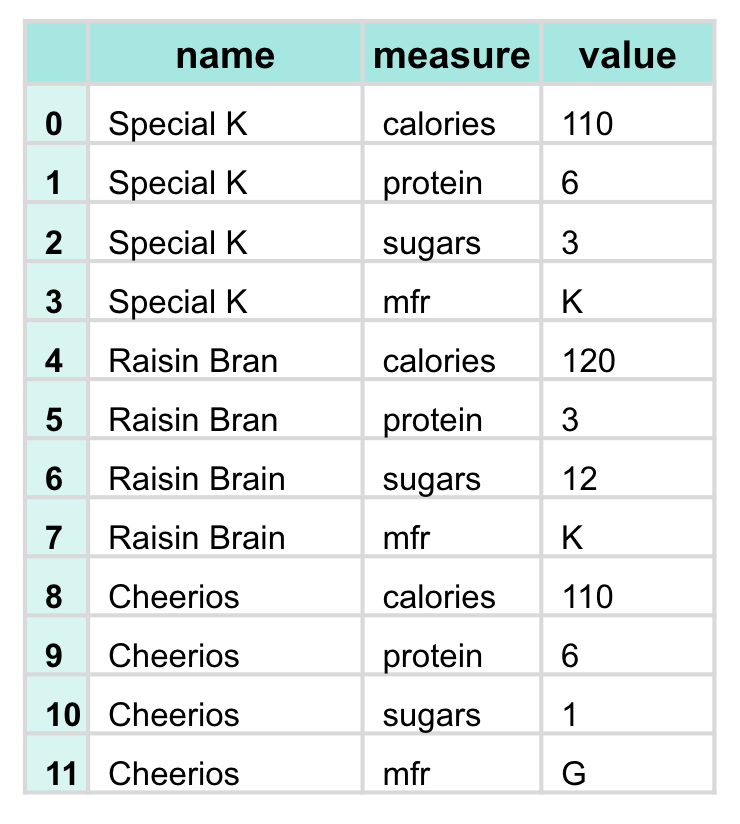 name measure value
0 Special K calories 110
1 Special K protein 6
2 Special K sugars 3
3 Special K mfr K
4 Raisin Bran calories 120
5 Raisin Bran protein 3
6 Raisin Brain sugars 12
7 Raisin Brain mfr K
8 Cheerios calories 110
9 Cheerios protein 6
10 Cheerios sugars 1
11 Cheerios mfr G